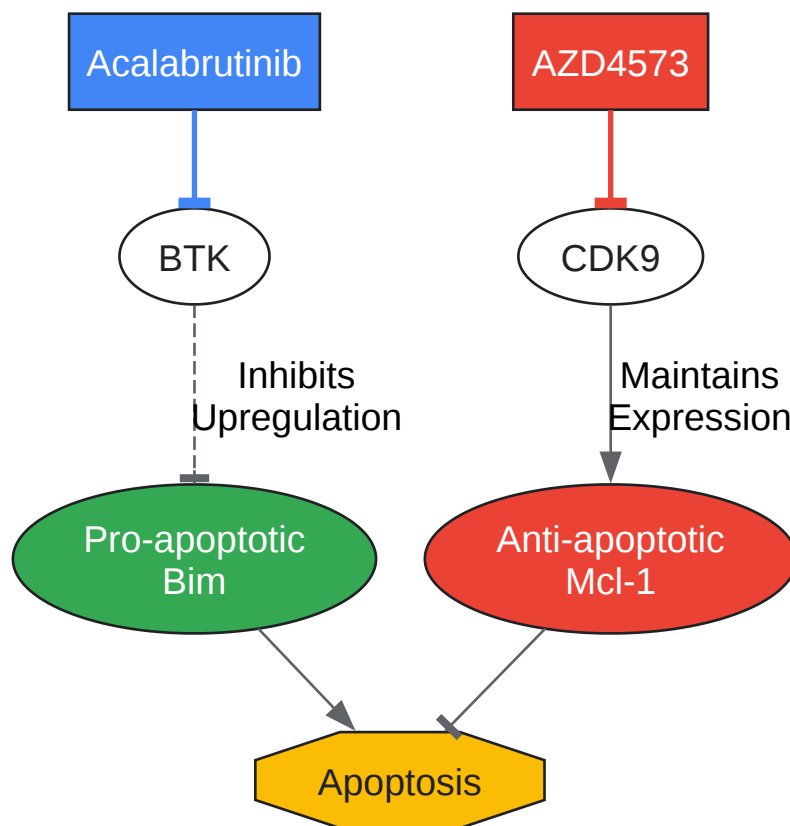 Acalabrutinib
AZD4573
BTK
CDK9
Inhibits
Upregulation
Maintains
Expression
Pro-apoptotic
Bim
Anti-apoptotic
Mcl-1
Apoptosis